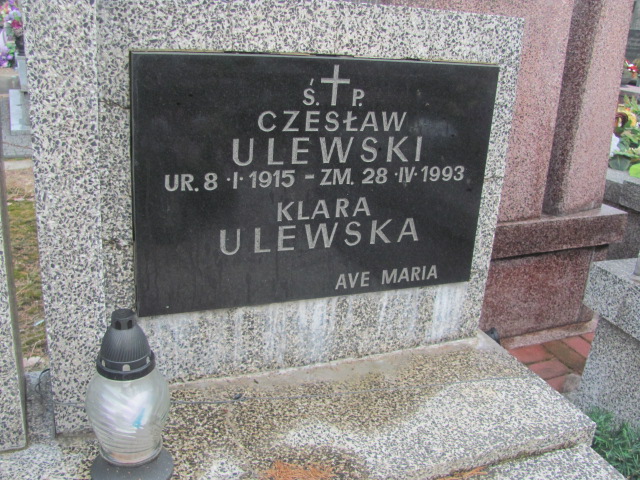 Ś. P.
CZESŁAW
ULEWSKI
UR. 8 · I · 1915 - ZM. 28 · IV · 1993
KLARA
ULEWSKA
AVE MARIA